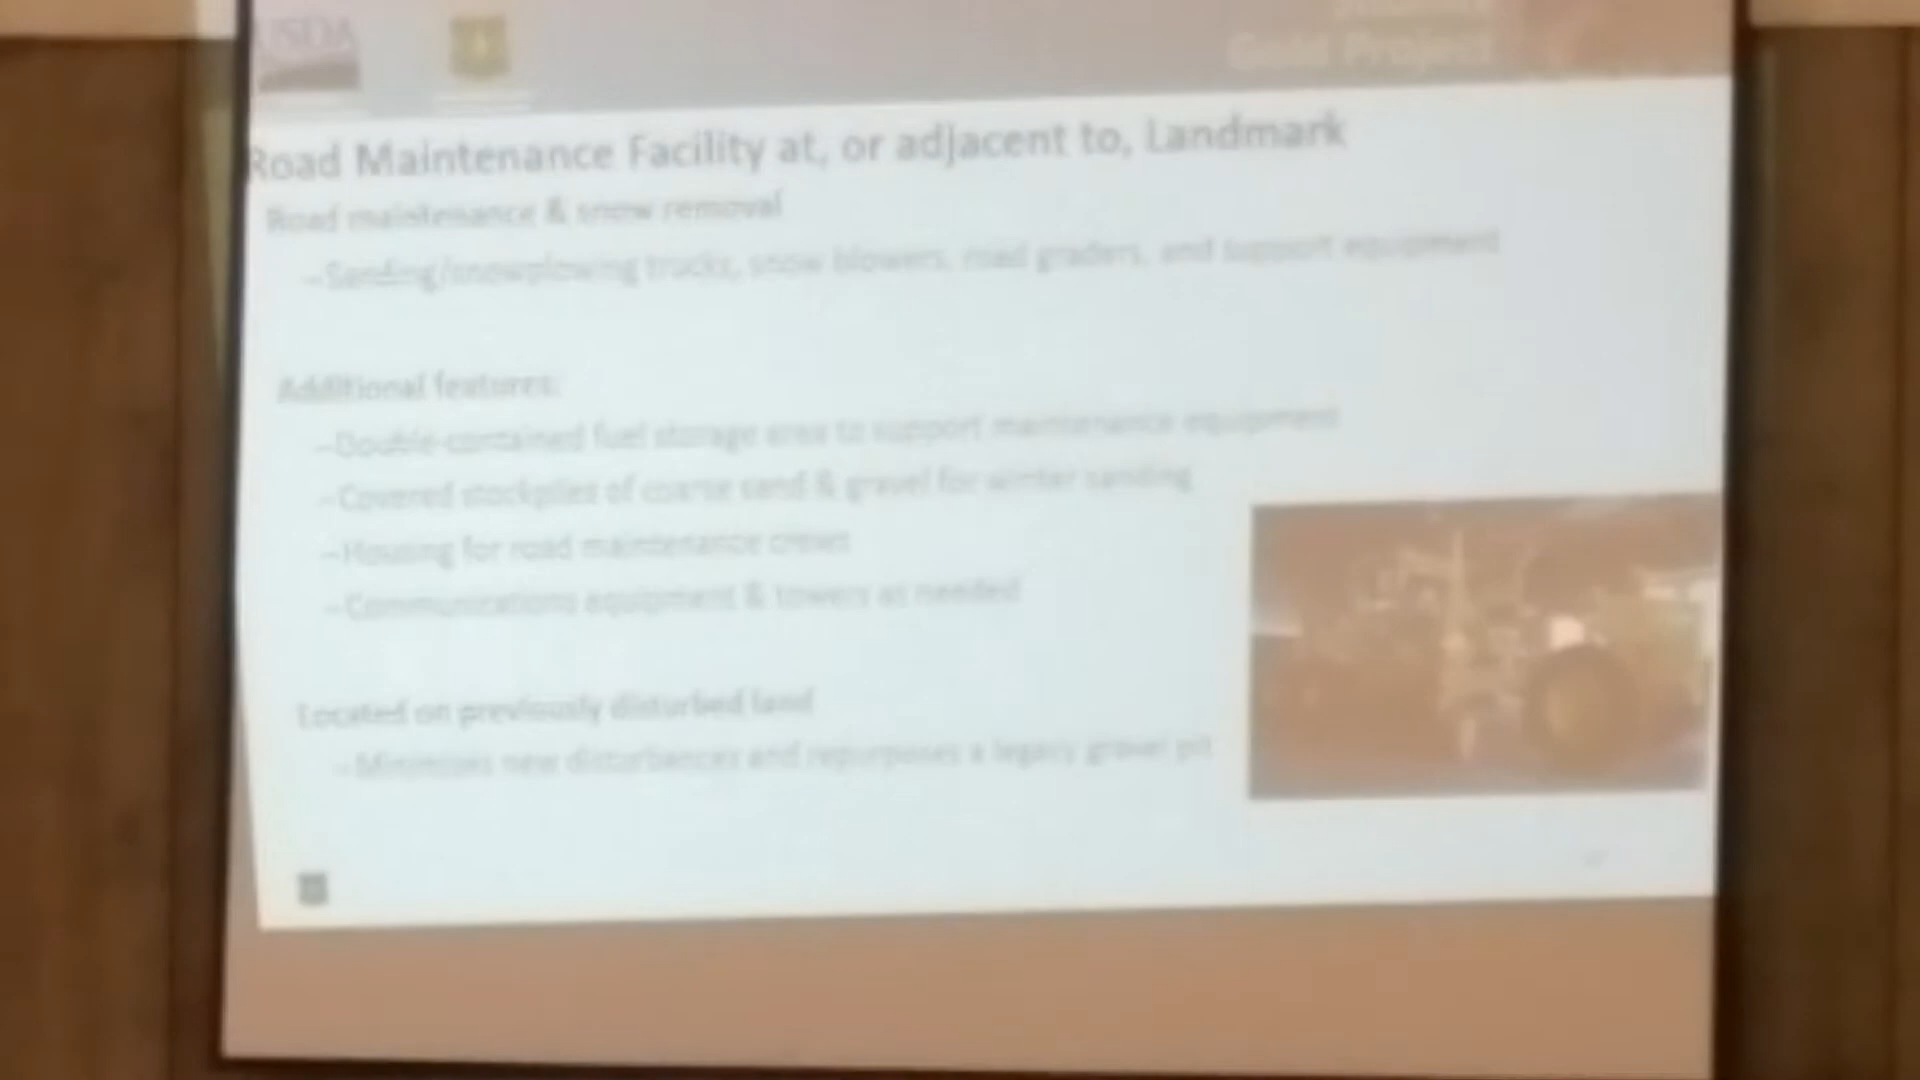 USDA
Gold Project
Road Maintenance Facility at, or adjacent to, Landmark
Road maintenance & snow removal
–Sanding/snowplowing trucks, snow blowers, road graders, and support equipment
Additional features:
–Double-contained fuel storage area to support maintenance equipment
–Covered stockpiles of coarse sand & gravel for winter sanding
–Housing for road maintenance crews
–Communications equipment & towers as needed
Located on previously disturbed land
–Minimizes new disturbances and repurposes a legacy gravel pit